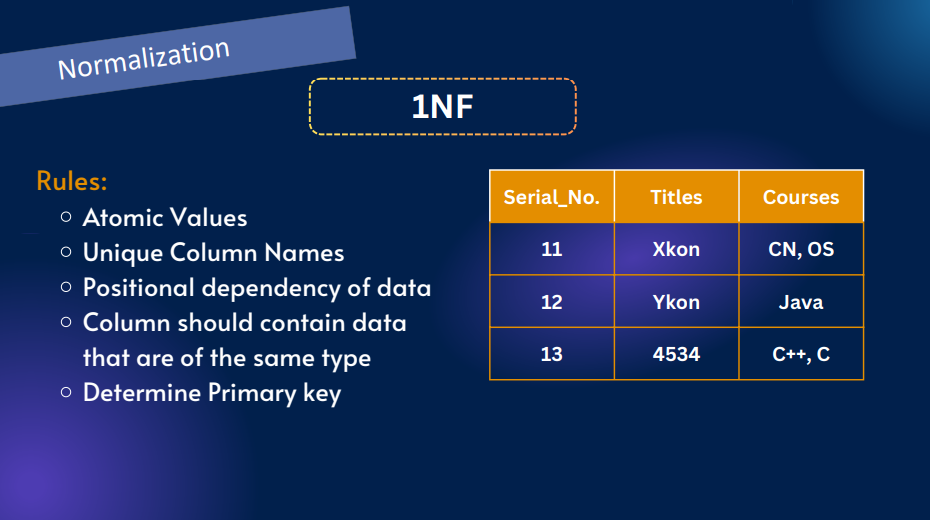 Normalization
1NF
Rules:
Atomic Values
Unique Column Names
Positional dependency of data
Column should contain data
that are of the same type
Determine Primary key
Serial_No. Titles Courses
11 Xkon CN, OS
12 Ykon Java
13 4534 C++, C